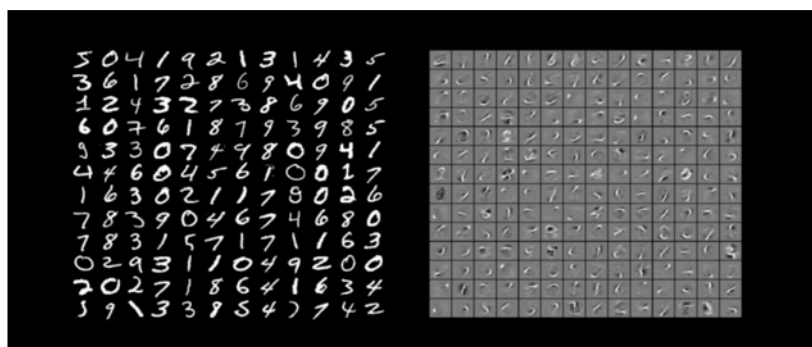 5 0 4 1 9 2 1 3 1 4 3 5
3 6 1 7 2 8 6 9 4 0 9 1
1 2 4 3 2 7 3 8 6 9 0 5
6 0 7 6 1 8 7 9 3 9 8 5
9 3 3 0 7 4 9 8 0 9 4 1
4 4 6 0 4 5 6 1 0 0 1 7
1 6 3 0 2 1 1 7 9 0 2 6
7 8 3 9 0 4 6 7 4 6 8 0
7 8 3 1 5 7 1 7 1 1 6 3
0 2 9 3 1 1 0 4 9 2 0 0
2 0 2 7 1 8 6 4 1 6 3 4
5 9 1 3 3 8 5 4 7 7 4 2